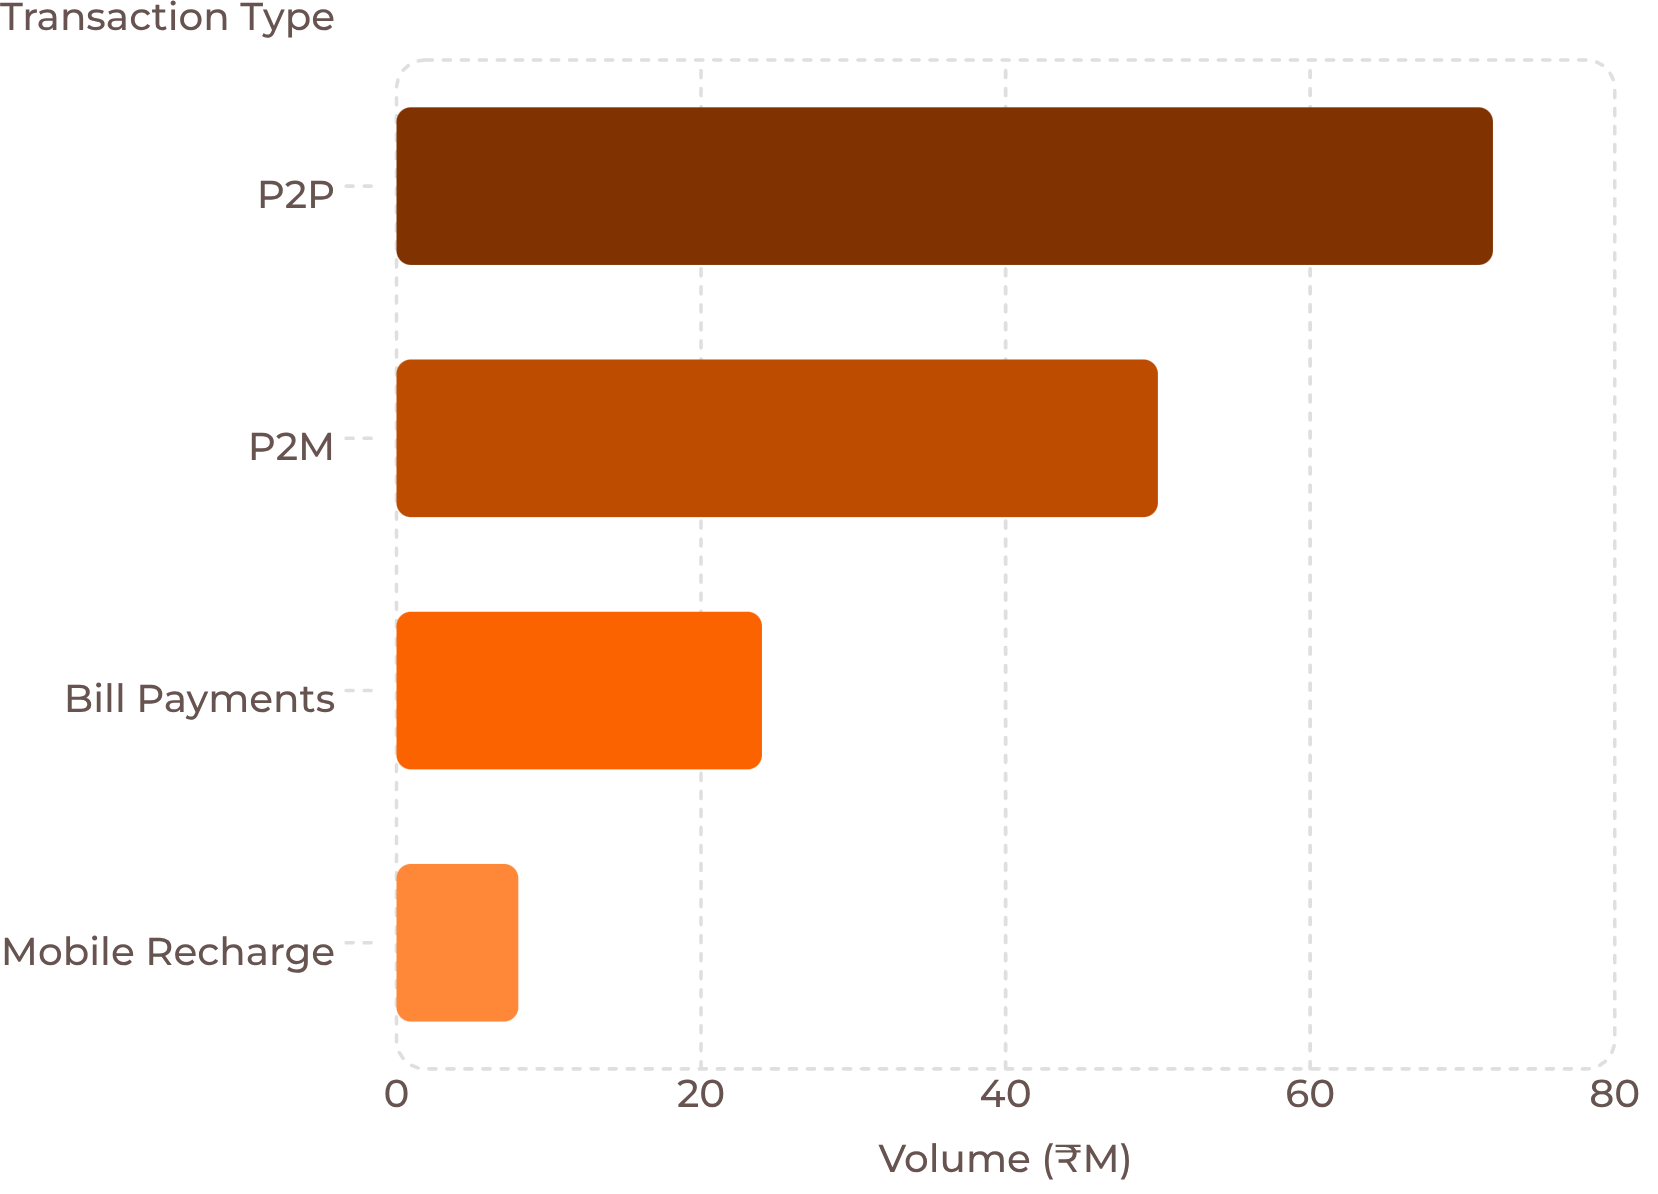 Transaction Type
P2P
P2M
Bill Payments
Mobile Recharge
0 20 40 60 80
Volume (₹M)